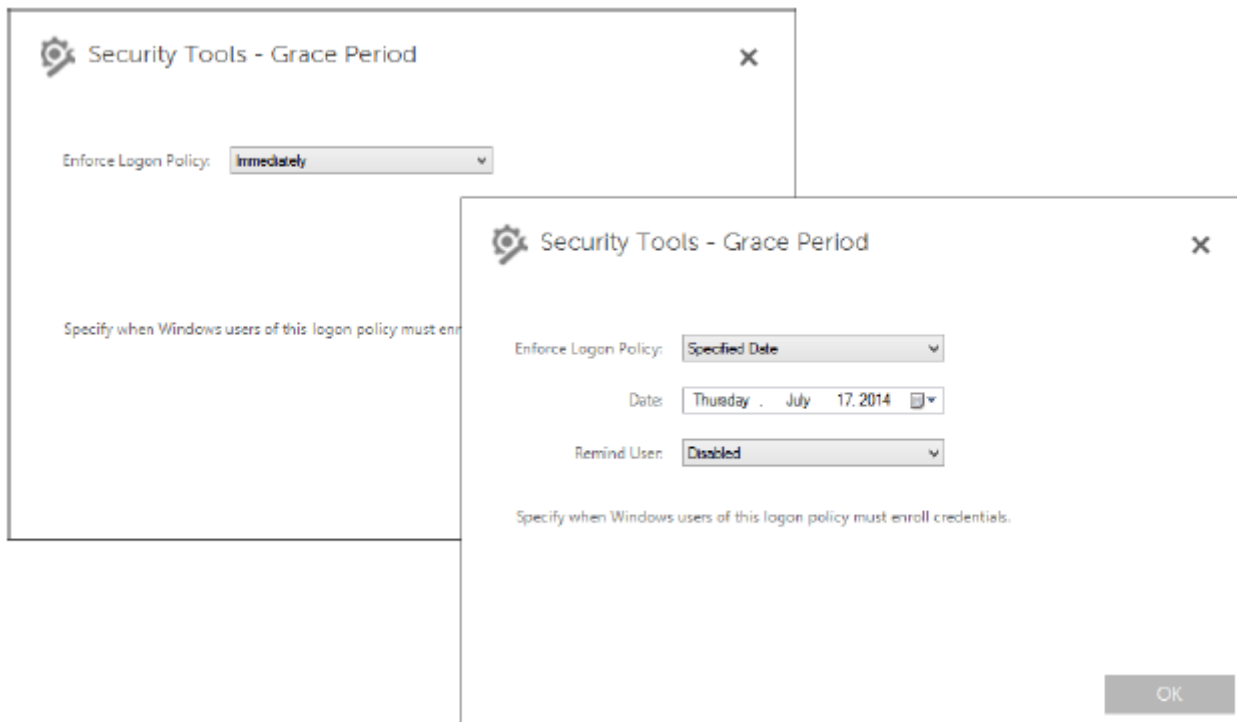 Security Tools - Grace Period
Enforce Logon Policy: Immediately
Specify when Windows users of this logon policy must
Security Tools - Grace Period
Enforce Logon Policy: Specified Date
Date: Thursday , July 17, 2014
Remind User: Disabled
Specify when Windows users of this logon policy must enroll credentials.
OK